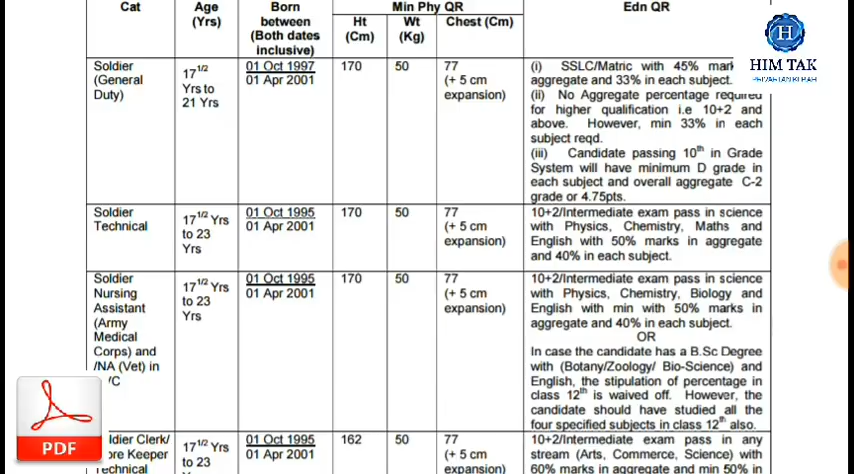 Cat
Age
(Yrs)
Born
between
(Both dates
inclusive)
Min Phy QR
Ht
(Cm)
Wt
(Kg)
Chest (Cm)
Edn QR
HIM TAK
Soldier
(General
Duty)
17 1/2
Yrs to
21 Yrs
01 Oct 1997
01 Apr 2001
170
50
77
(+ 5 cm
expansion)
(i) SSLC/Matric with 45% mark
aggregate and 33% in each subject.
(ii) No Aggregate percentage required
for higher qualification i.e 10+2 and
above. However, min 33% in each
subject reqd.
(iii) Candidate passing 10th in Grade
System will have minimum D grade in
each subject and overall aggregate C-2
grade or 4.75pts.
Soldier
Technical
17 1/2 Yrs
to 23
Yrs
01 Oct 1995
01 Apr 2001
170
50
77
(+ 5 cm
expansion)
10+2/Intermediate exam pass in science
with Physics, Chemistry, Maths and
English with 50% marks in aggregate
and 40% in each subject.
Soldier
Nursing
Assistant
(Army
Medical
Corps) and
/NA (Vet) in
/C
17 1/2 Yrs
to 23
Yrs
01 Oct 1995
01 Apr 2001
170
50
77
(+ 5 cm
expansion)
10+2/Intermediate exam pass in science
with Physics, Chemistry, Biology and
English with min with 50% marks in
aggregate and 40% in each subject.
OR
In case the candidate has a B.Sc Degree
with (Botany/Zoology/ Bio-Science) and
English, the stipulation of percentage in
class 12th is waived off. However, the
candidate should have studied all the
four specified subjects in class 12th also.
PDF
oldier Clerk/
ore Keeper
echnical
17 1/2 Yrs
to 23
01 Oct 1995
01 Apr 2001
162
50
77
(+ 5 cm
expansion)
10+2/Intermediate exam pass in any
stream (Arts, Commerce, Science) with
60% marks in aggregate and min 50% in